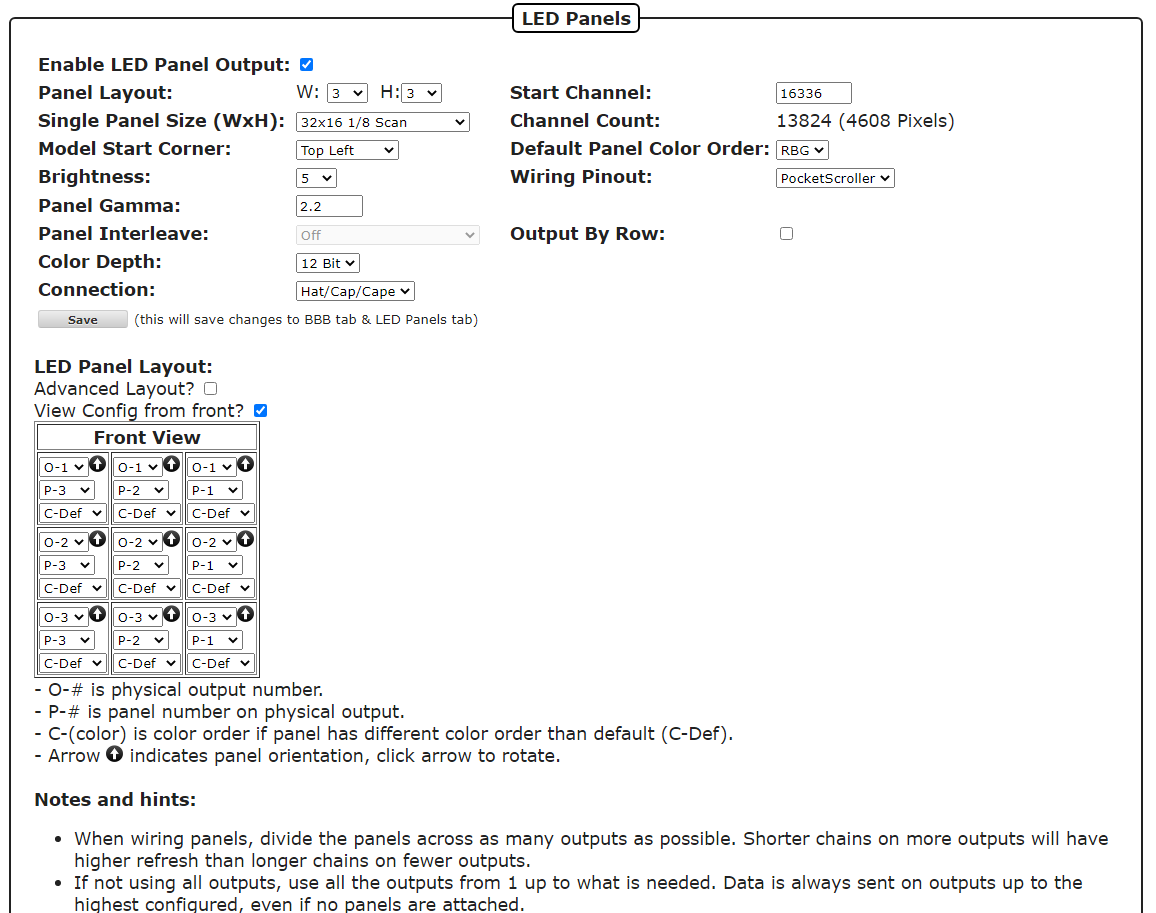 LED Panels
Enable LED Panel Output:
Panel Layout: W: 3 H: 3 Start Channel: 16336
Single Panel Size (WxH): 32x16 1/8 Scan Channel Count: 13824 (4608 Pixels)
Model Start Corner: Top Left Default Panel Color Order: RBG
Brightness: 5 Wiring Pinout: PocketScroller
Panel Gamma: 2.2
Panel Interleave: Off Output By Row:
Color Depth: 12 Bit
Connection: Hat/Cap/Cape
Save (this will save changes to BBB tab & LED Panels tab)
LED Panel Layout:
Advanced Layout?
View Config from front?
Front View
O-1 O-1 O-1
P-3 P-2 P-1
C-Def C-Def C-Def
O-2 O-2 O-2
P-3 P-2 P-1
C-Def C-Def C-Def
O-3 O-3 O-3
P-3 P-2 P-1
C-Def C-Def C-Def
- O-# is physical output number.
- P-# is panel number on physical output.
- C-(color) is color order if panel has different color order than default (C-Def).
- Arrow indicates panel orientation, click arrow to rotate.
Notes and hints:
• When wiring panels, divide the panels across as many outputs as possible. Shorter chains on more outputs will have
higher refresh than longer chains on fewer outputs.
• If not using all outputs, use all the outputs from 1 up to what is needed. Data is always sent on outputs up to the
highest configured, even if no panels are attached.